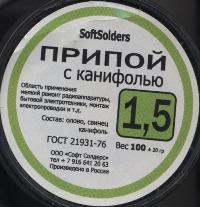 SoftSolders
ПРИПОЙ
С КАНИФОЛЬЮ
Область применения
мелкий ремонт радиоаппаратуры,
бытовой электротехники, монтаж
электропроводки и т.д.
1,5
Состав: олово, свинец
канифоль
Вес 100 ± 20 гр
ГОСТ 21931-76
ООО «Софт Солдерс»
тел + 7 916 641 20 63
Произведено в России